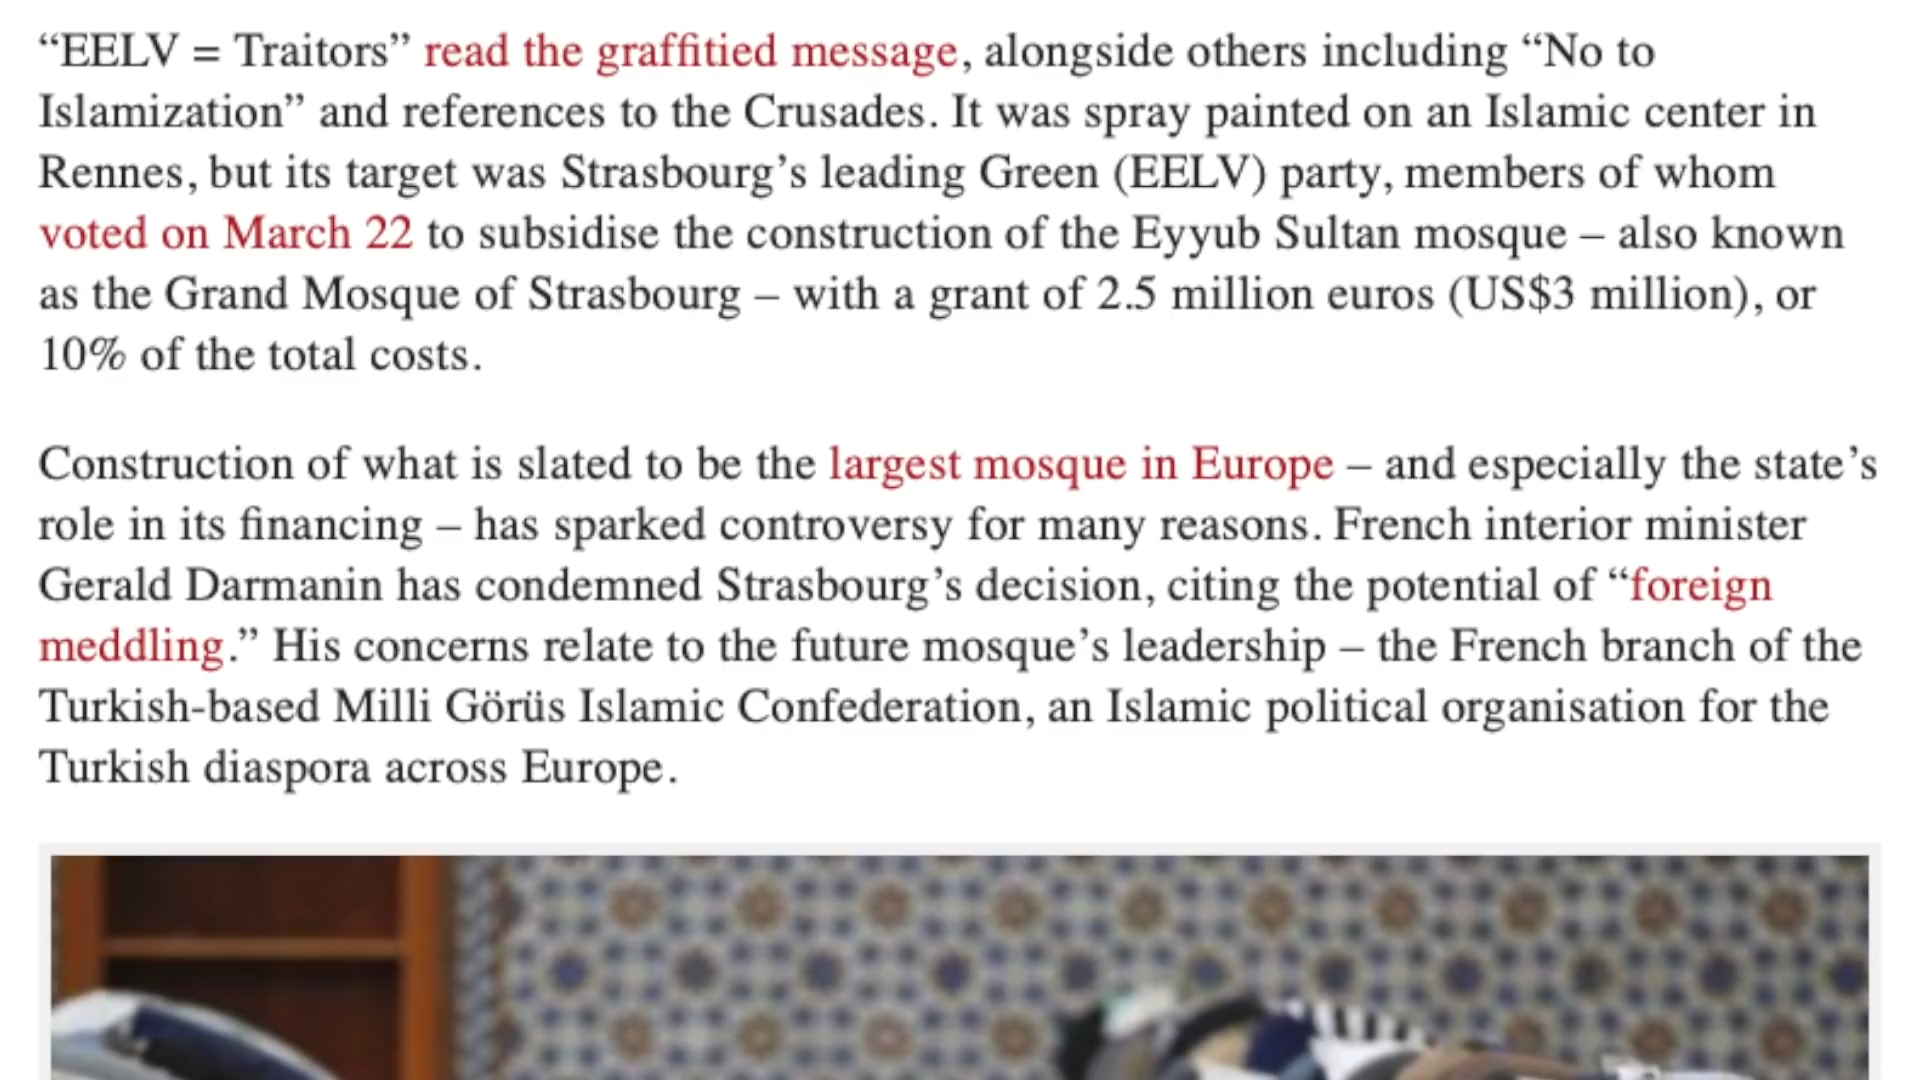 “EELV = Traitors” read the graffitied message, alongside others including “No to
Islamization” and references to the Crusades. It was spray painted on an Islamic center in
Rennes, but its target was Strasbourg’s leading Green (EELV) party, members of whom
voted on March 22 to subsidise the construction of the Eyyub Sultan mosque – also known
as the Grand Mosque of Strasbourg – with a grant of 2.5 million euros (US$3 million), or
10% of the total costs.
Construction of what is slated to be the largest mosque in Europe – and especially the state’s
role in its financing – has sparked controversy for many reasons. French interior minister
Gerald Darmanin has condemned Strasbourg’s decision, citing the potential of “foreign
meddling.” His concerns relate to the future mosque’s leadership – the French branch of the
Turkish-based Milli Görüs Islamic Confederation, an Islamic political organisation for the
Turkish diaspora across Europe.